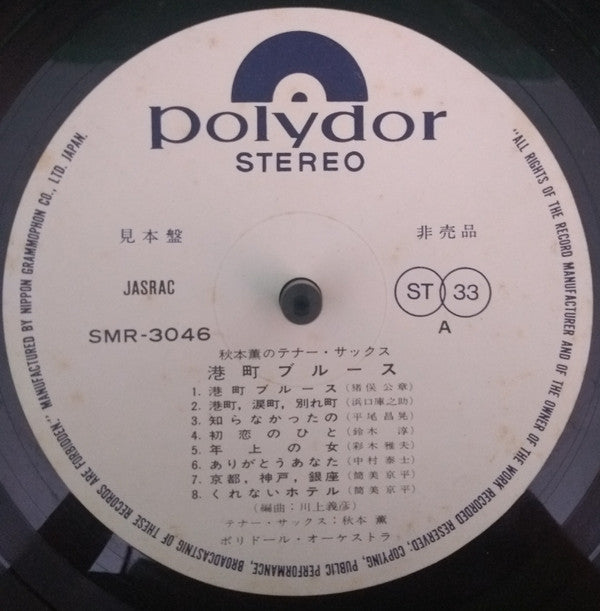 polydor
STEREO
見本盤
非売品
JASRAC
ST 33
SMR-3046
A
秋本薫のテナー・サックス
港町ブルース
1. 港町ブルース(猪俣公章)
2. 港町,涙町,別れ町(浜口庫之助)
3. 知らなかったの(平尾昌晃)
4. 初恋のひと(鈴木淳)
5. 年上の女(彩木雅夫)
6. ありがとうあなた(中村泰士)
7. 京都,神戸,銀座(筒美京平)
8. くれないホテル(筒美京平)
(編曲:川上義彦)
テナー・サックス:秋本薫
ポリドール・オーケストラ
"ALL RIGHTS OF THE RECORD MANUFACTURER AND OF THE OWNER OF THE WORK RECORDED RESERVED, COPYING, PUBLIC PERFORMANCE, BROADCASTNIG OF THESE RECORDS ARE FORBIDDEN." MANUFACTURED BY NIPPON GRAMMOPHON CO., LTD. JAPAN.